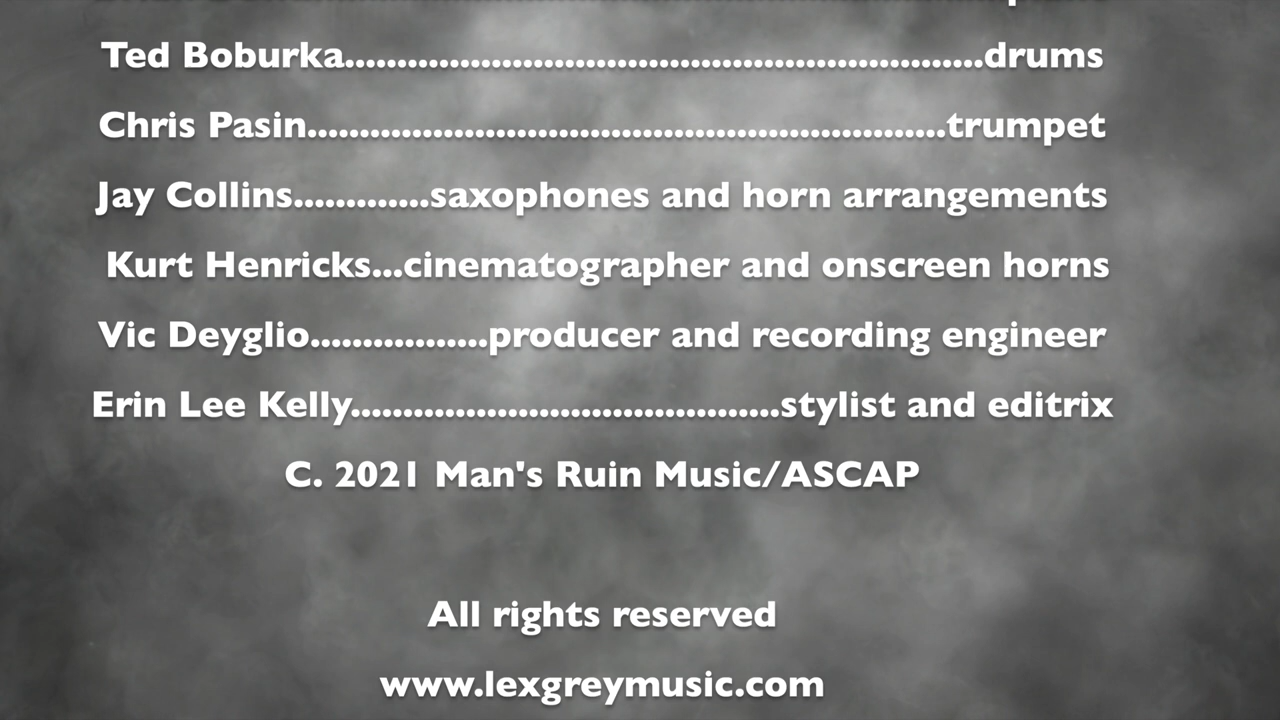 Ted Boburka.............................................................drums
Chris Pasin.............................................................trumpet
Jay Collins.............saxophones and horn arrangements
Kurt Henricks...cinematographer and onscreen horns
Vic Deyglio.................producer and recording engineer
Erin Lee Kelly.........................................stylist and editrix
C. 2021 Man's Ruin Music/ASCAP
All rights reserved
www.lexgreymusic.com